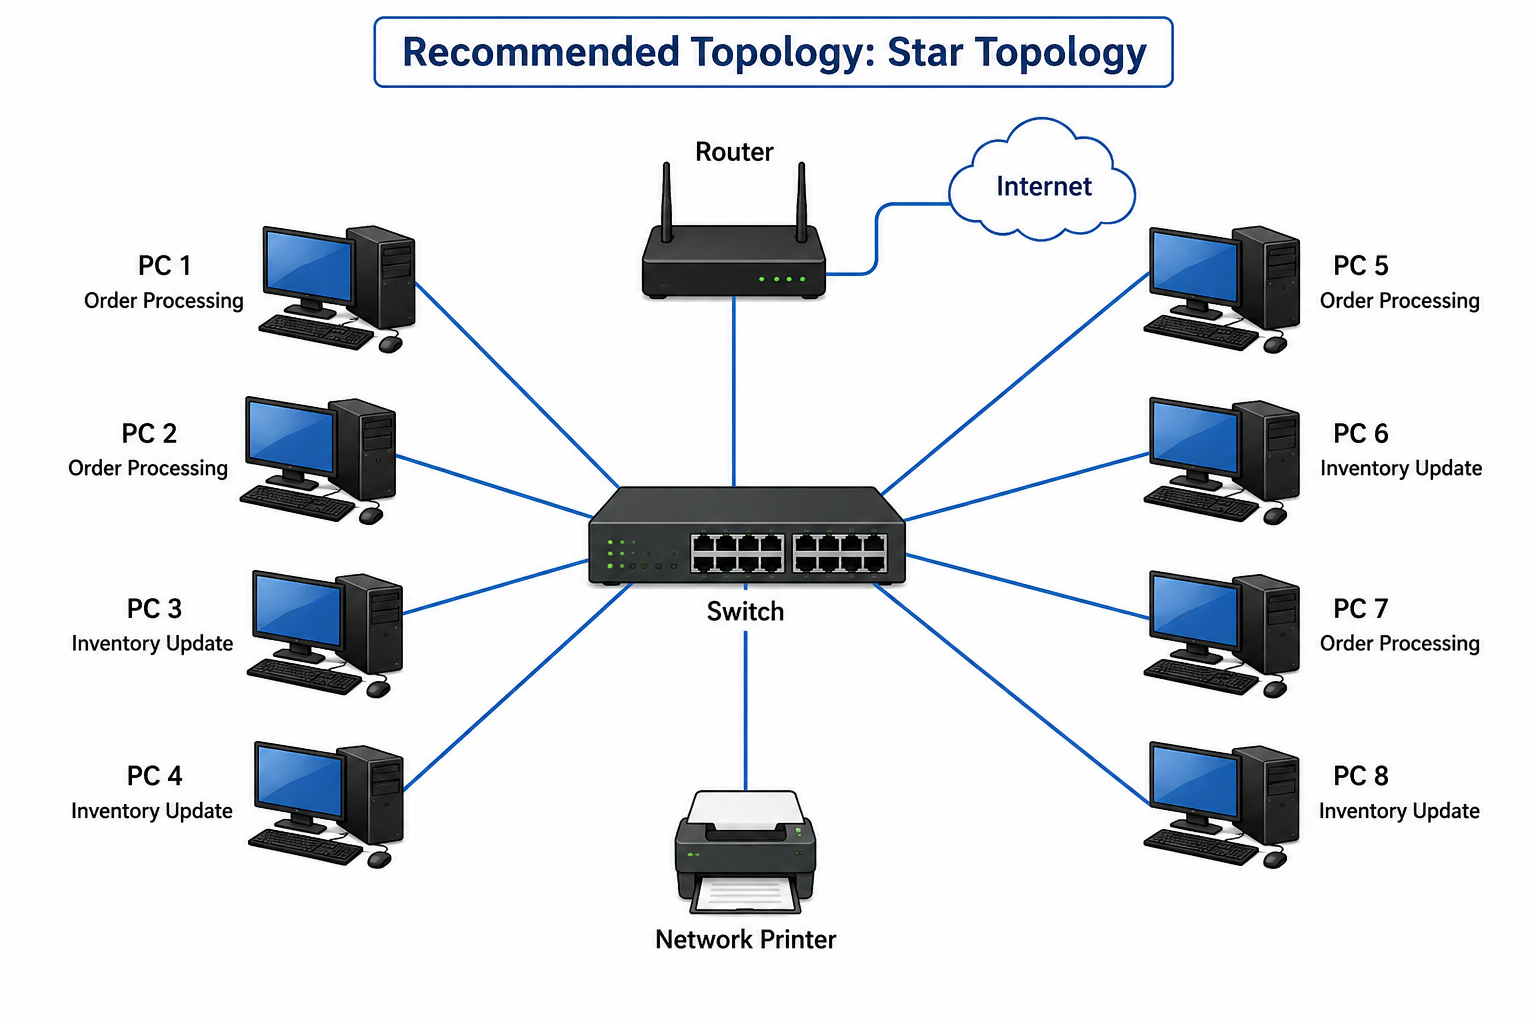 Recommended Topology: Star Topology
Router
Internet
PC 1
Order Processing
PC 2
Order Processing
PC 3
Inventory Update
PC 4
Inventory Update
PC 5
Order Processing
PC 6
Inventory Update
PC 7
Order Processing
PC 8
Inventory Update
Switch
Network Printer